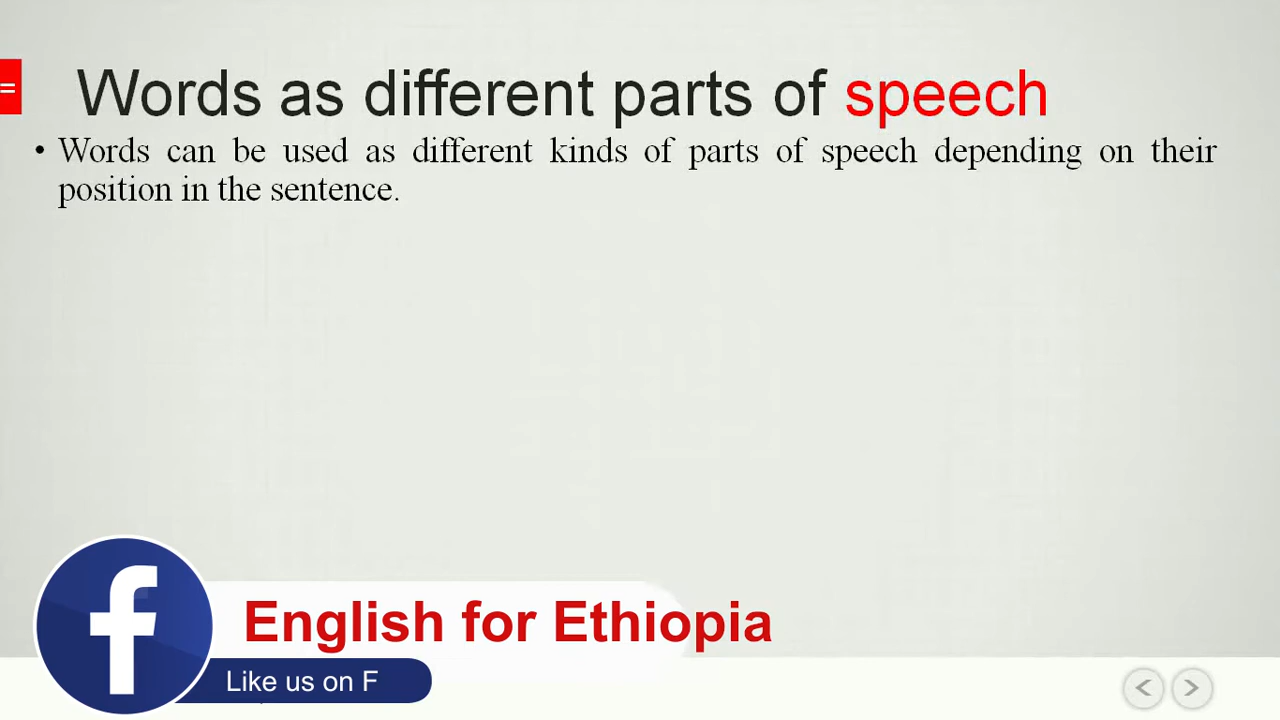 =
Words as different parts of speech
• Words can be used as different kinds of parts of speech depending on their
position in the sentence.
f
English for Ethiopia
Like us on F
< >